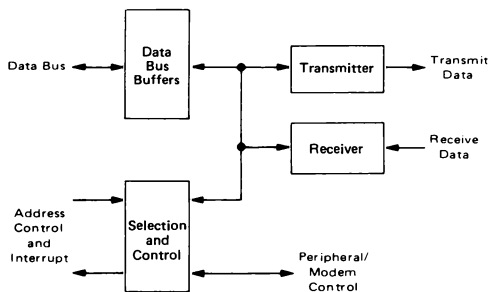 Data Bus
Data
Bus
Buffers
Transmitter
Transmit
Data
Receiver
Receive
Data
Address
Control
and
Interrupt
Selection
and
Control
Peripheral/
Modem
Control